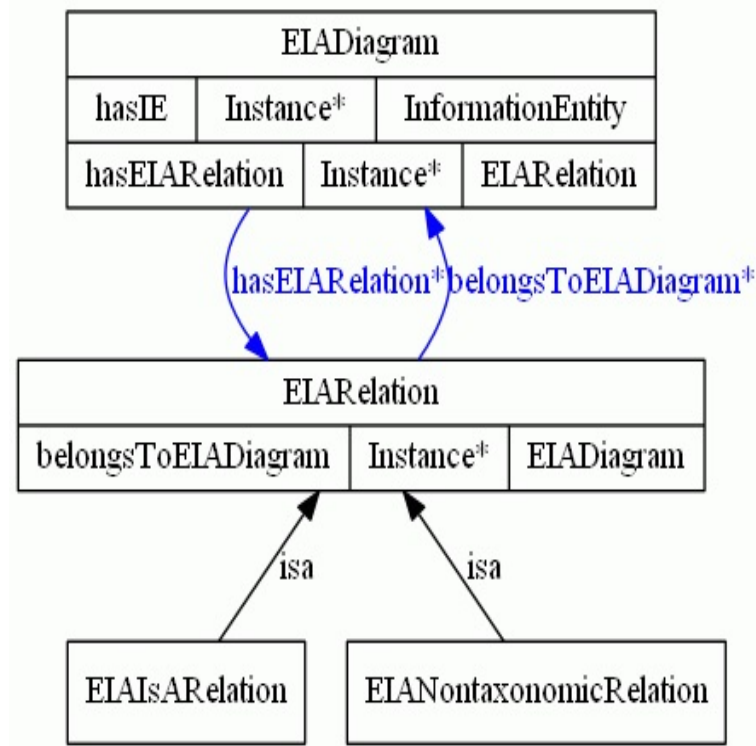 EIADiagram
hasIE Instance* InformationEntity
hasEIARelation Instance* EIARelation
hasEIARelation* belongsToEIADiagram*
EIARelation
belongsToEIADiagram Instance* EIADiagram
isa isa
EIAIsARelation EIANontaxonomicRelation